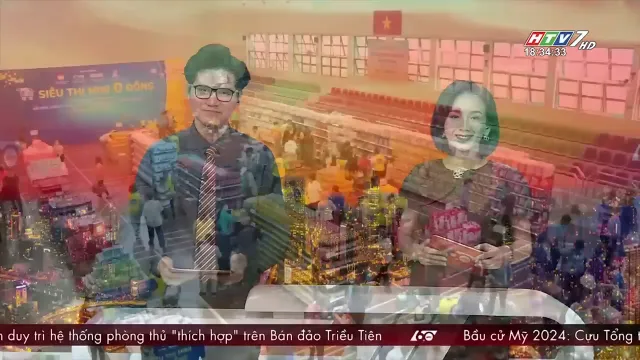 HTV7 HD
18:34:33
SIÊU THỊ MINI 0 ĐỒNG
duy trì hệ thống phòng thủ "thích hợp" trên Bán đảo Triều Tiên
60
Bầu cử Mỹ 2024: Cựu Tổng